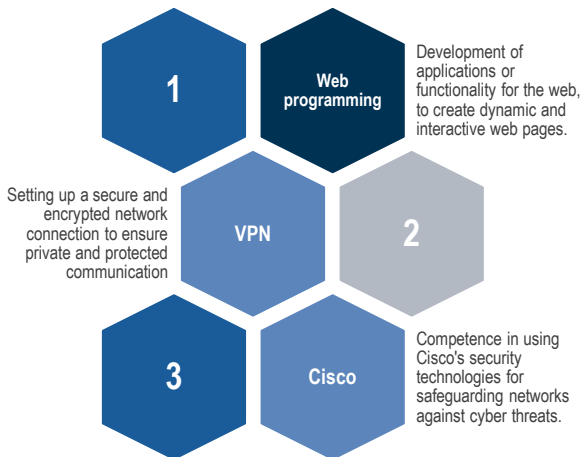 1
Web
programming
Development of
applications or
functionality for the web,
to create dynamic and
interactive web pages.
Setting up a secure and
encrypted network
connection to ensure
private and protected
communication
VPN
2
3
Cisco
Competence in using
Cisco's security
technologies for
safeguarding networks
against cyber threats.